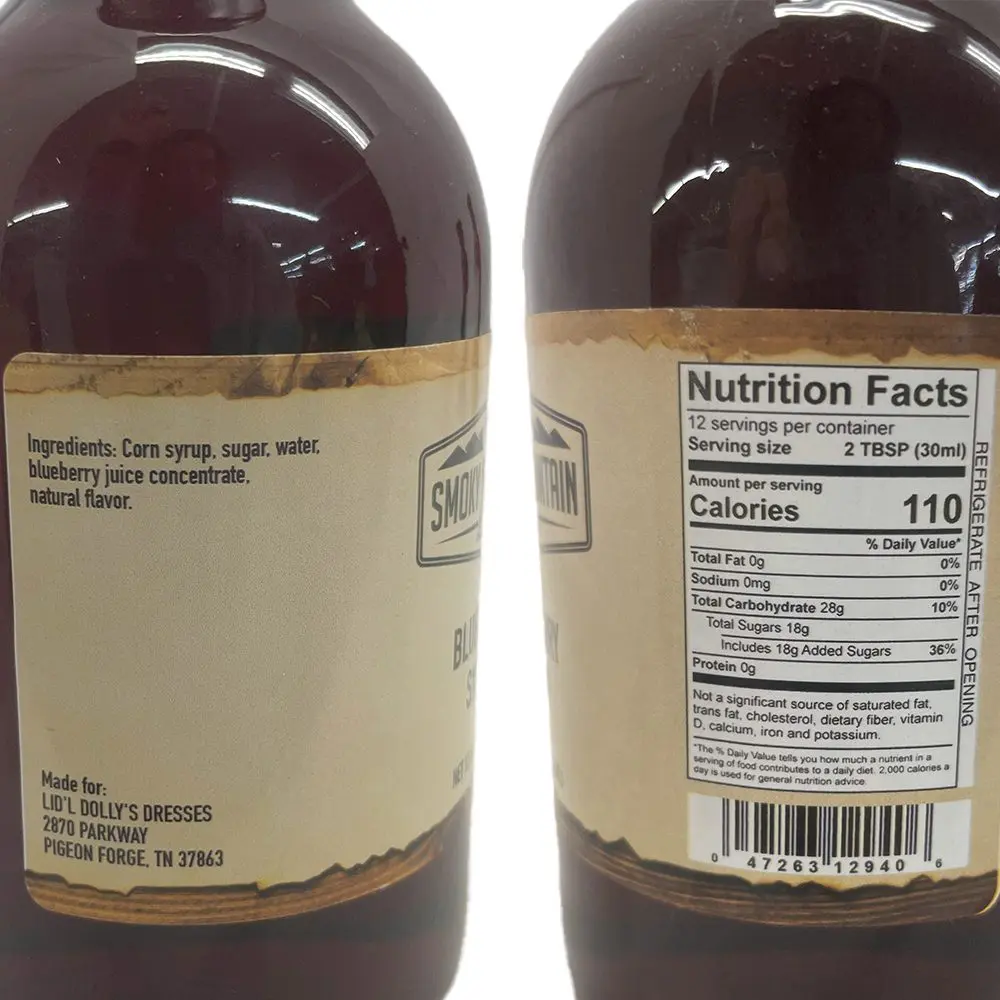 Ingredients: Corn syrup, sugar, water,
blueberry juice concentrate,
natural flavor.
SMOKY
Made for:
LID'L DOLLY'S DRESSES
2870 PARKWAY
PIGEON FORGE, TN 37863
Nutrition Facts
12 servings per container
Serving size 2 TBSP (30ml)
Amount per serving
Calories 110
% Daily Value*
Total Fat 0g 0%
Sodium 0mg 0%
Total Carbohydrate 28g 10%
Total Sugars 18g
Includes 18g Added Sugars 36%
Protein 0g
Not a significant source of saturated fat,
trans fat, cholesterol, dietary fiber, vitamin
D, calcium, iron and potassium.
*The % Daily Value tells you how much a nutrient in a
serving of food contributes to a daily diet. 2,000 calories a
day is used for general nutrition advice.
REFRIGERATE AFTER OPENING
0 47263 12940 6